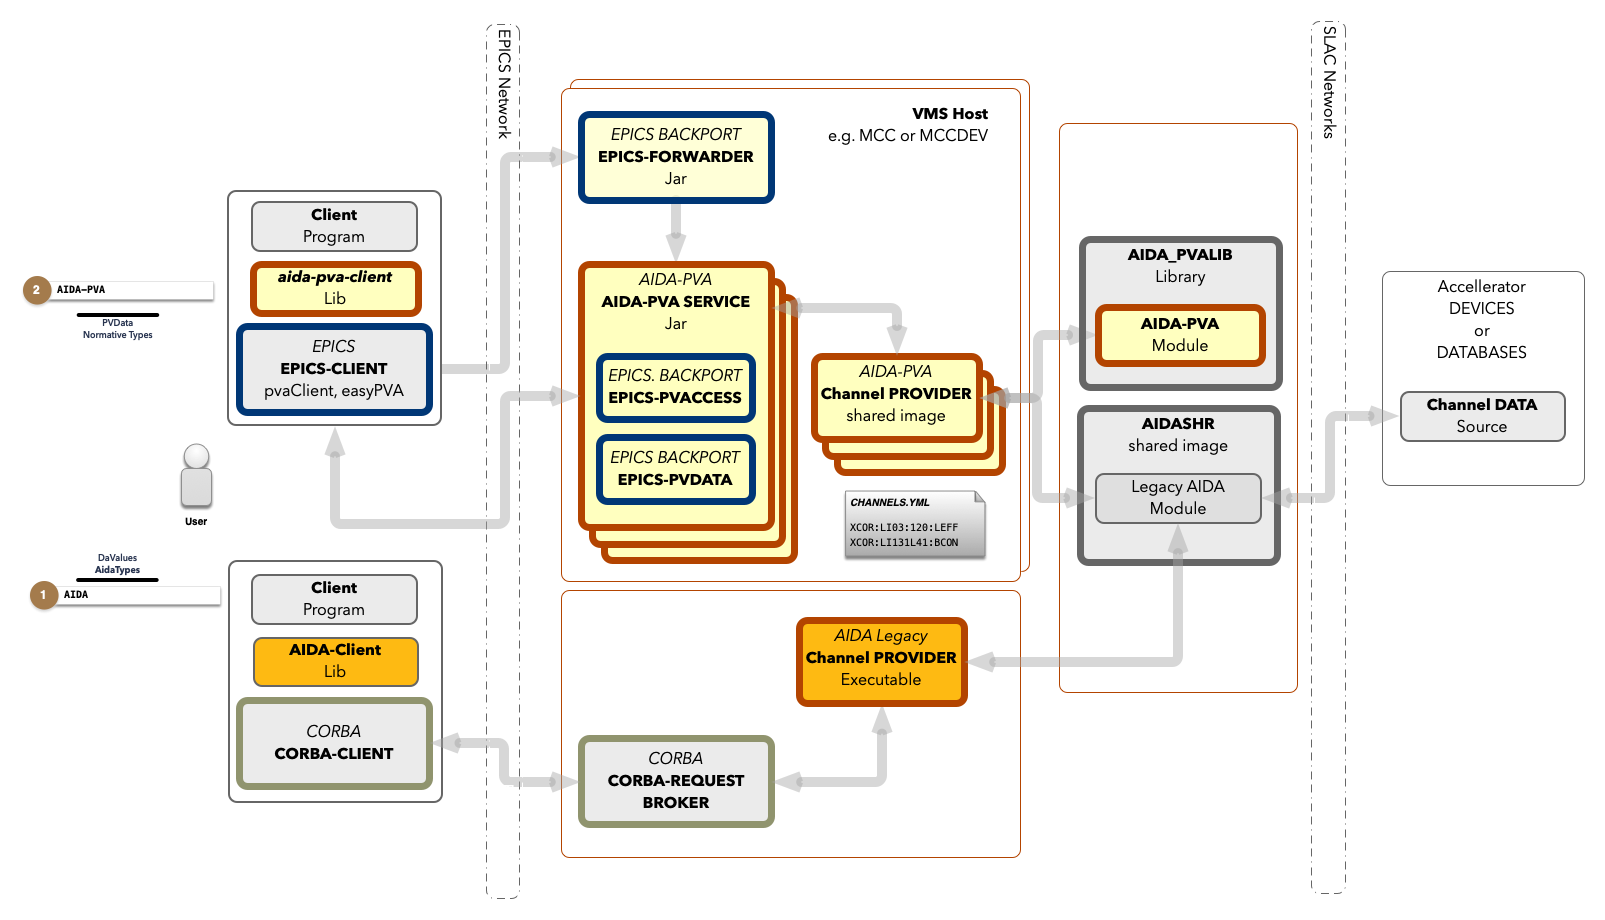 EPICS Network
SLAC Networks
VMS Host
e.g. MCC or MCCDEV
EPICS BACKPORT
EPICS-FORWARDER
Jar
Client
Program
aida-pva-client
Lib
EPICS
EPICS-CLIENT
pvaClient, easyPVA
2
AIDA-PVA
PVData
Normative Types
AIDA-PVA
AIDA-PVA SERVICE
Jar
EPICS. BACKPORT
EPICS-PVACCESS
EPICS BACKPORT
EPICS-PVDATA
AIDA-PVA
Channel PROVIDER
shared image
CHANNELS.YML
XCOR:LI03:120:LEFF
XCOR:LI131L41:BCON
AIDA_PVALIB
Library
AIDA-PVA
Module
AIDASHR
shared image
Legacy AIDA
Module
Accellerator
DEVICES
or
DATABASES
Channel DATA
Source
User
DaValues
AidaTypes
1
AIDA
Client
Program
AIDA-Client
Lib
CORBA
CORBA-CLIENT
AIDA Legacy
Channel PROVIDER
Executable
CORBA
CORBA-REQUEST
BROKER